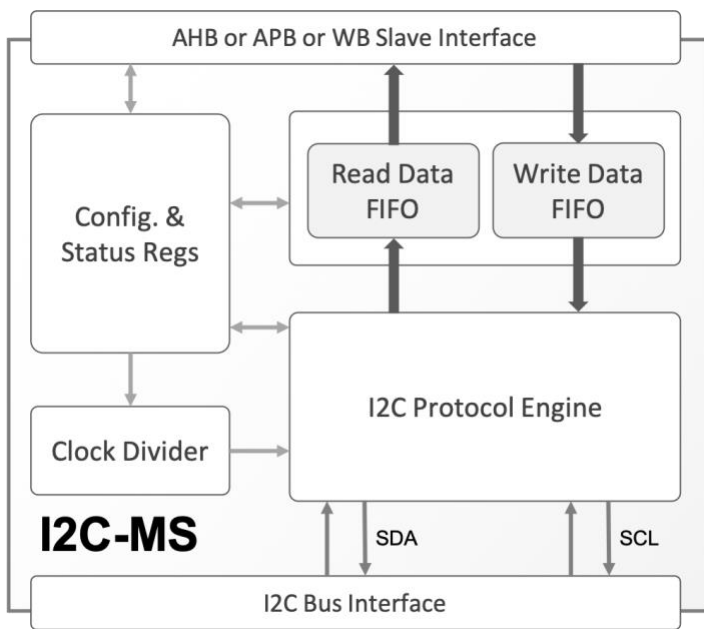 AHB or APB or WB Slave Interface
Config. &
Status Regs
Read Data
FIFO
Write Data
FIFO
I2C Protocol Engine
Clock Divider
I2C-MS
SDA
SCL
I2C Bus Interface